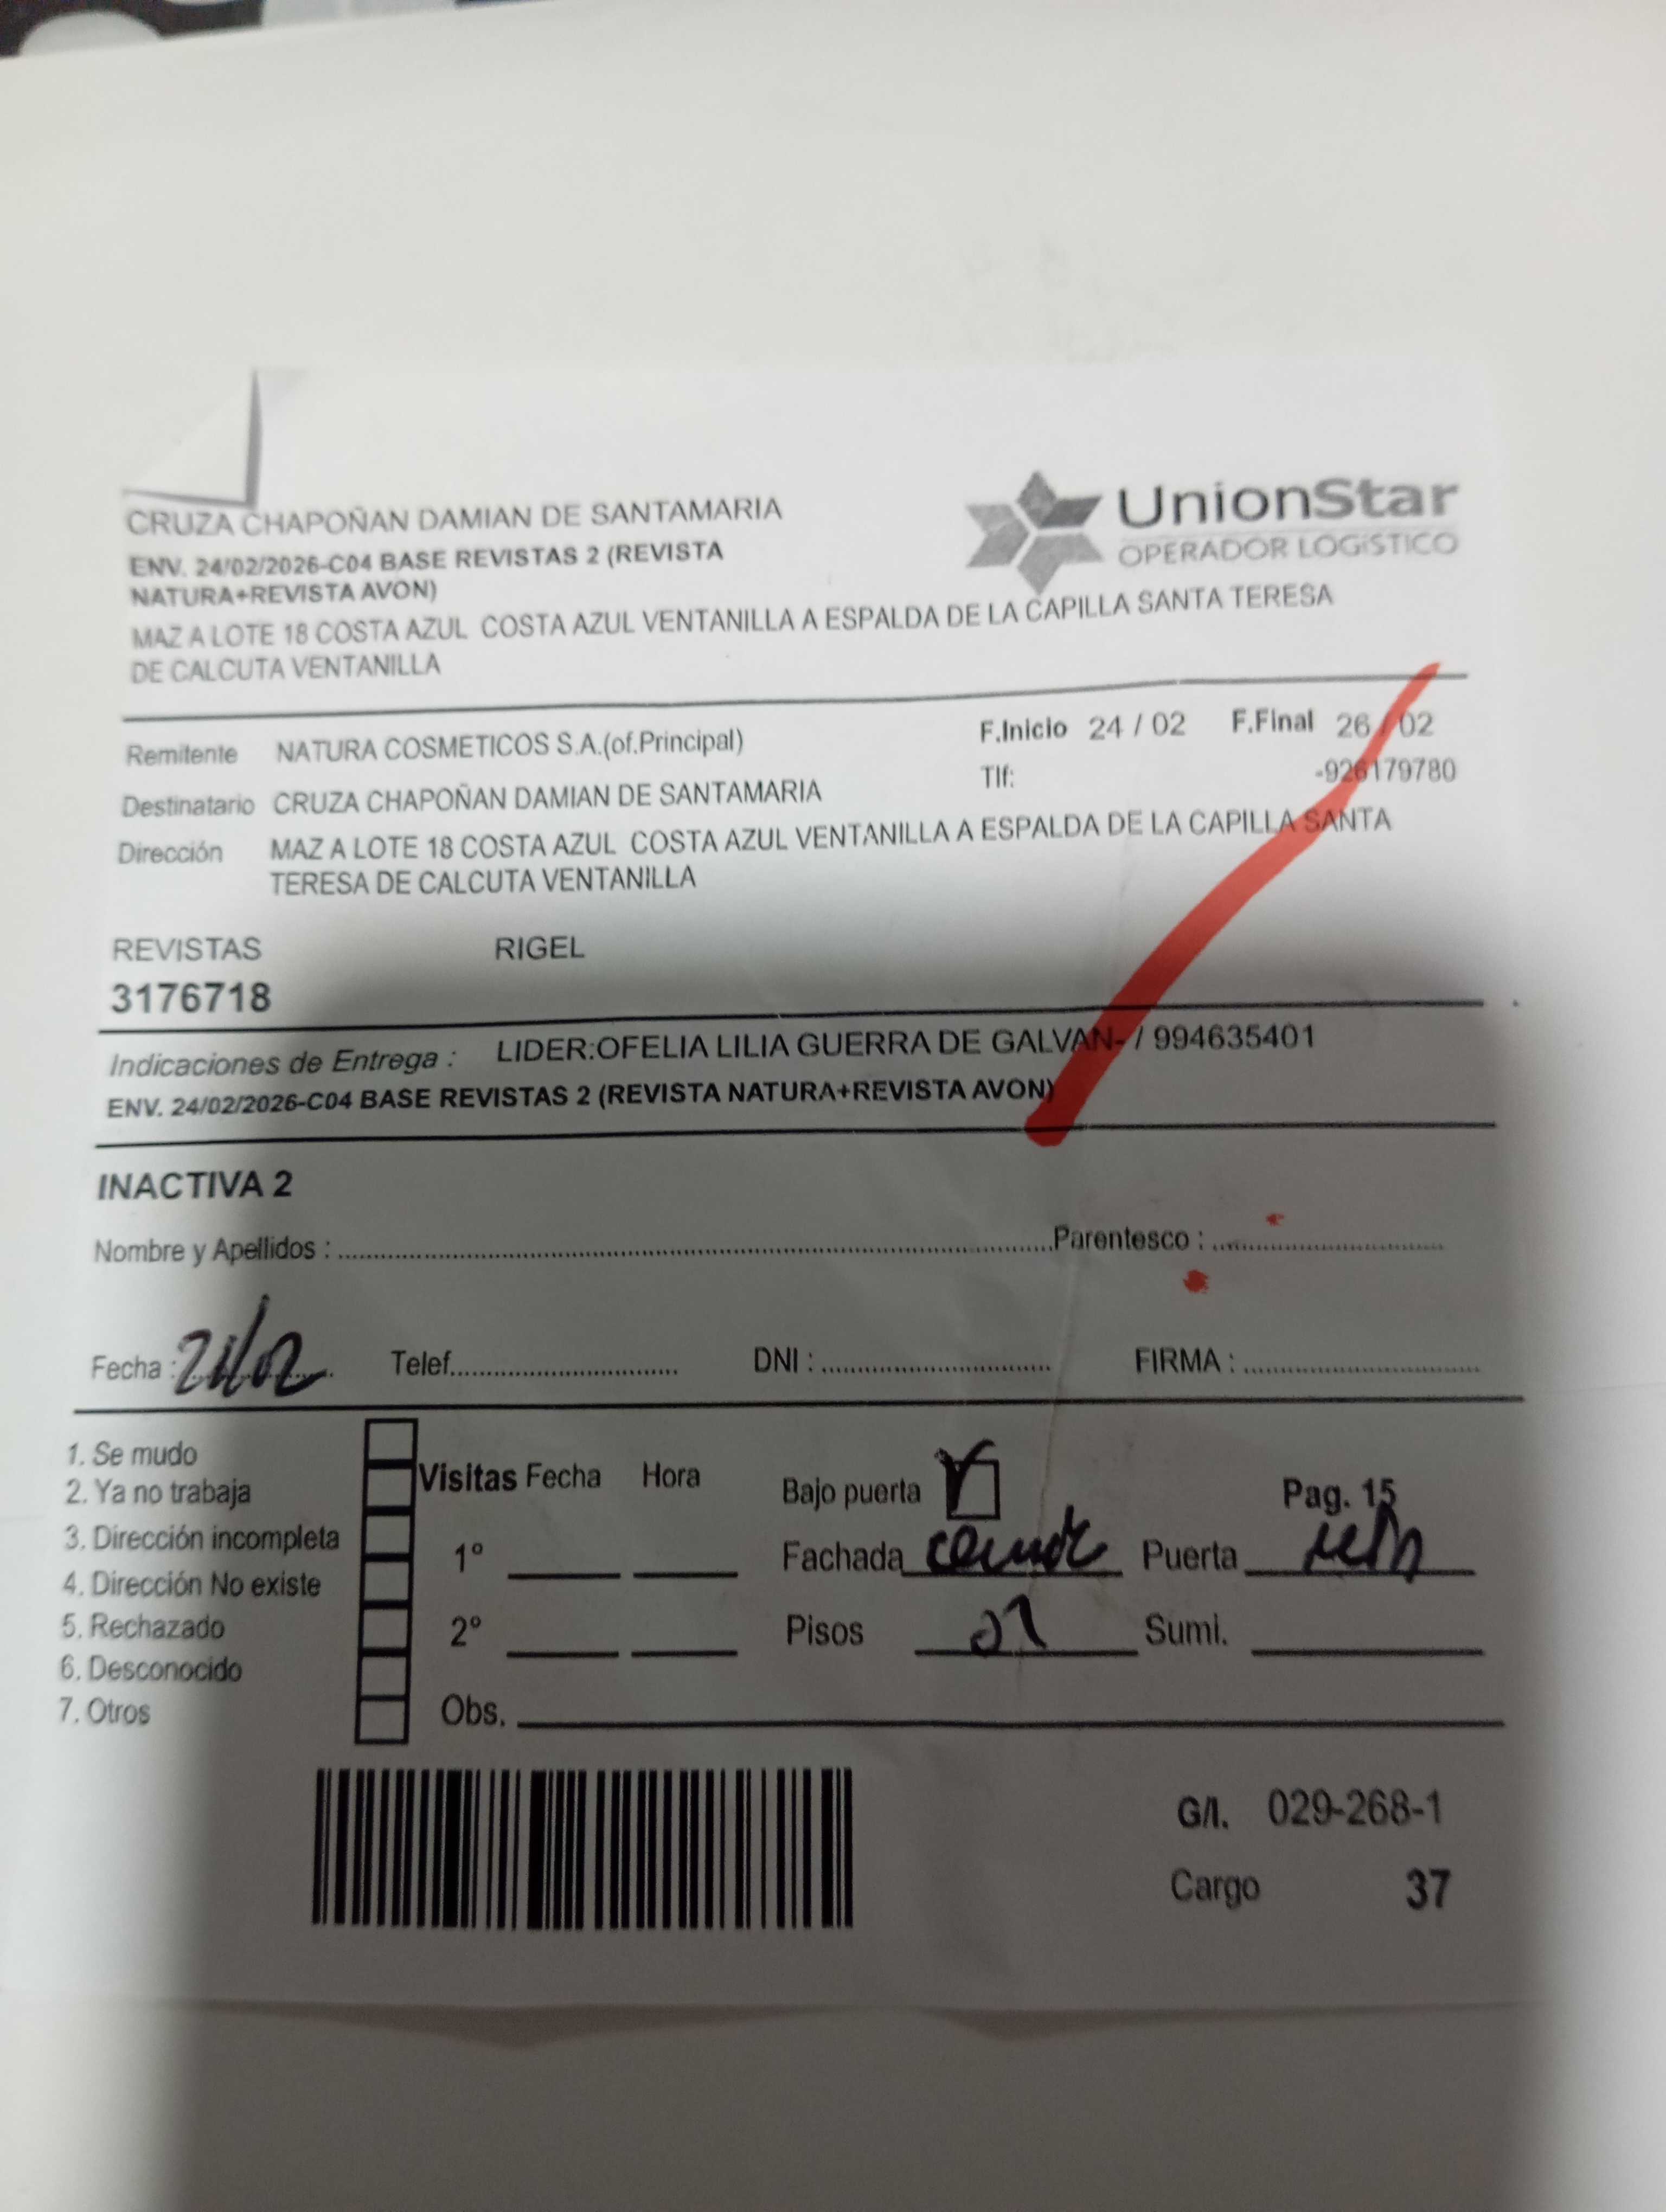 CRUZA CHAPOÑAN DAMIAN DE SANTAMARIA
ENV. 24/02/2026-C04 BASE REVISTAS 2 (REVISTA
NATURA+REVISTA AVON)
MAZ A LOTE 18 COSTA AZUL COSTA AZUL VENTANILLA A ESPALDA DE LA CAPILLA SANTA TERESA
DE CALCUTA VENTANILLA
UnionStar
OPERADOR LOGíSTICO
Remitente NATURA COSMETICOS S.A.(of.Principal)
F.Inicio 24 / 02 F.Final 26 / 02
Tlf: -926179780
Destinatario CRUZA CHAPOÑAN DAMIAN DE SANTAMARIA
Dirección MAZ A LOTE 18 COSTA AZUL COSTA AZUL VENTANILLA A ESPALDA DE LA CAPILLA SANTA
TERESA DE CALCUTA VENTANILLA
REVISTAS RIGEL
3176718
Indicaciones de Entrega : LIDER:OFELIA LILIA GUERRA DE GALVAN- / 994635401
ENV. 24/02/2026-C04 BASE REVISTAS 2 (REVISTA NATURA+REVISTA AVON)
INACTIVA 2
Nombre y Apellidos : Parentesco :
Fecha : Telef. DNI : FIRMA :
1. Se mudo
2. Ya no trabaja
3. Dirección incompleta
4. Dirección No existe
5. Rechazado
6. Desconocido
7. Otros
Visitas Fecha Hora
1º
2º
Obs.
Bajo puerta Pag. 15
Fachada Puerta
Pisos Sumi.
G/I. 029-268-1
Cargo 37